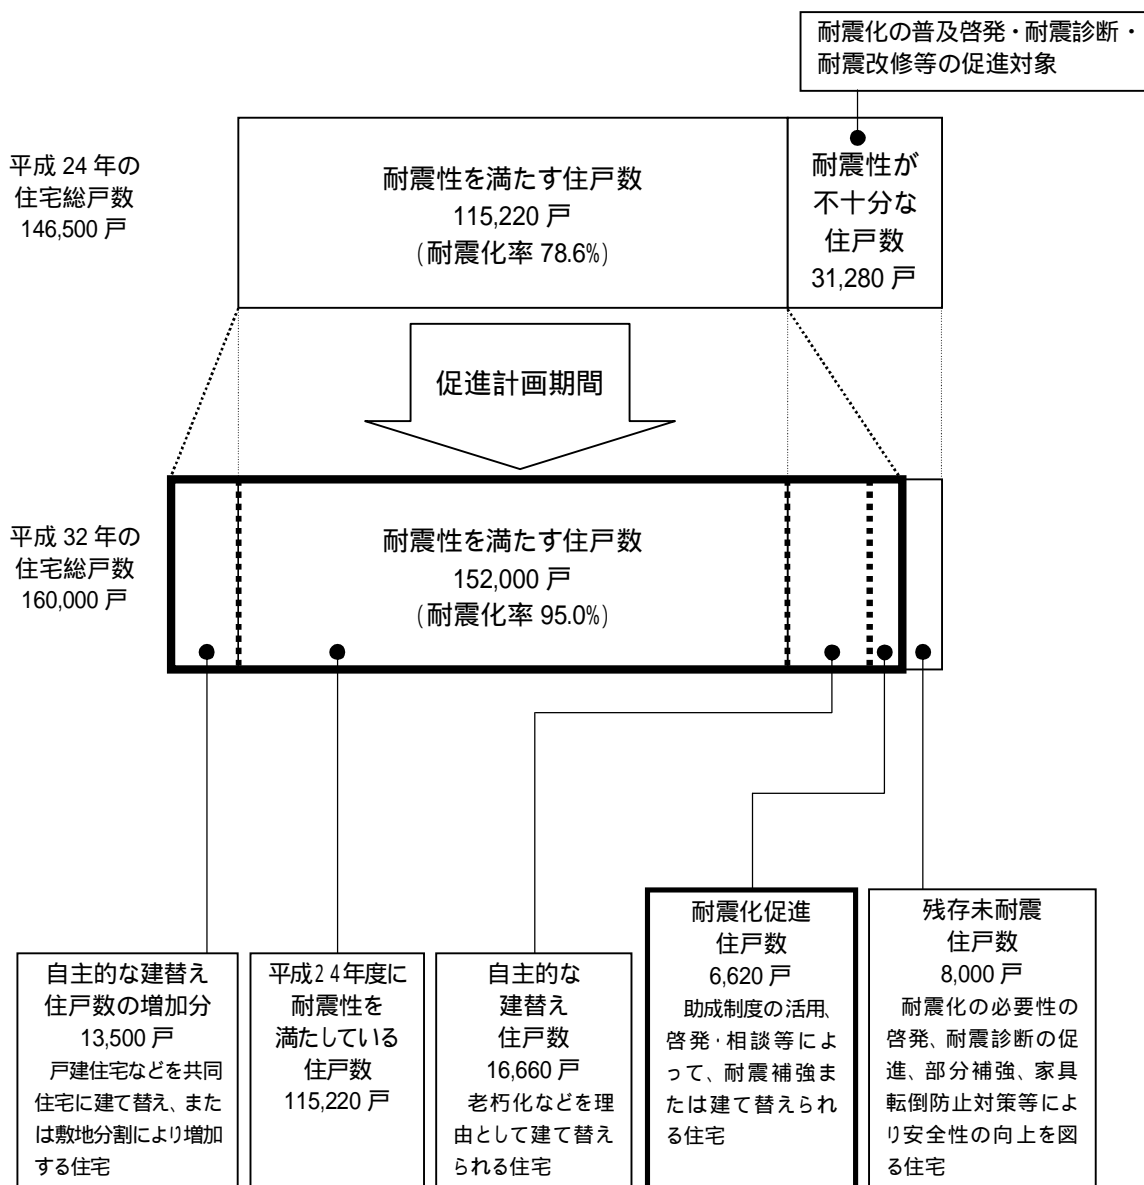 耐震化の普及啓発・耐震診断・
耐震改修等の促進対象
平成 24 年の
住宅総戸数
146,500 戸
耐震性を満たす住戸数
115,220 戸
(耐震化率 78.6%)
耐震性が
不十分な
住戸数
31,280 戸
促進計画期間
平成 32 年の
住宅総戸数
160,000 戸
耐震性を満たす住戸数
152,000 戸
(耐震化率 95.0%)
自主的な建替え
住戸数の増加分
13,500 戸
戸建住宅などを共同
住宅に建て替え、また
は敷地分割により増加
する住宅
平成24年度に
耐震性を
満たしている
住戸数
115,220 戸
自主的な
建替え
住戸数
16,660 戸
老朽化などを理
由として建て替え
られる住宅
耐震化促進
住戸数
6,620 戸
助成制度の活用、
啓発・相談等によ
って、耐震補強ま
たは建て替えられ
る住宅
残存未耐震
住戸数
8,000 戸
耐震化の必要性の
啓発、耐震診断の促
進、部分補強、家具
転倒防止対策等によ
り安全性の向上を図
る住宅